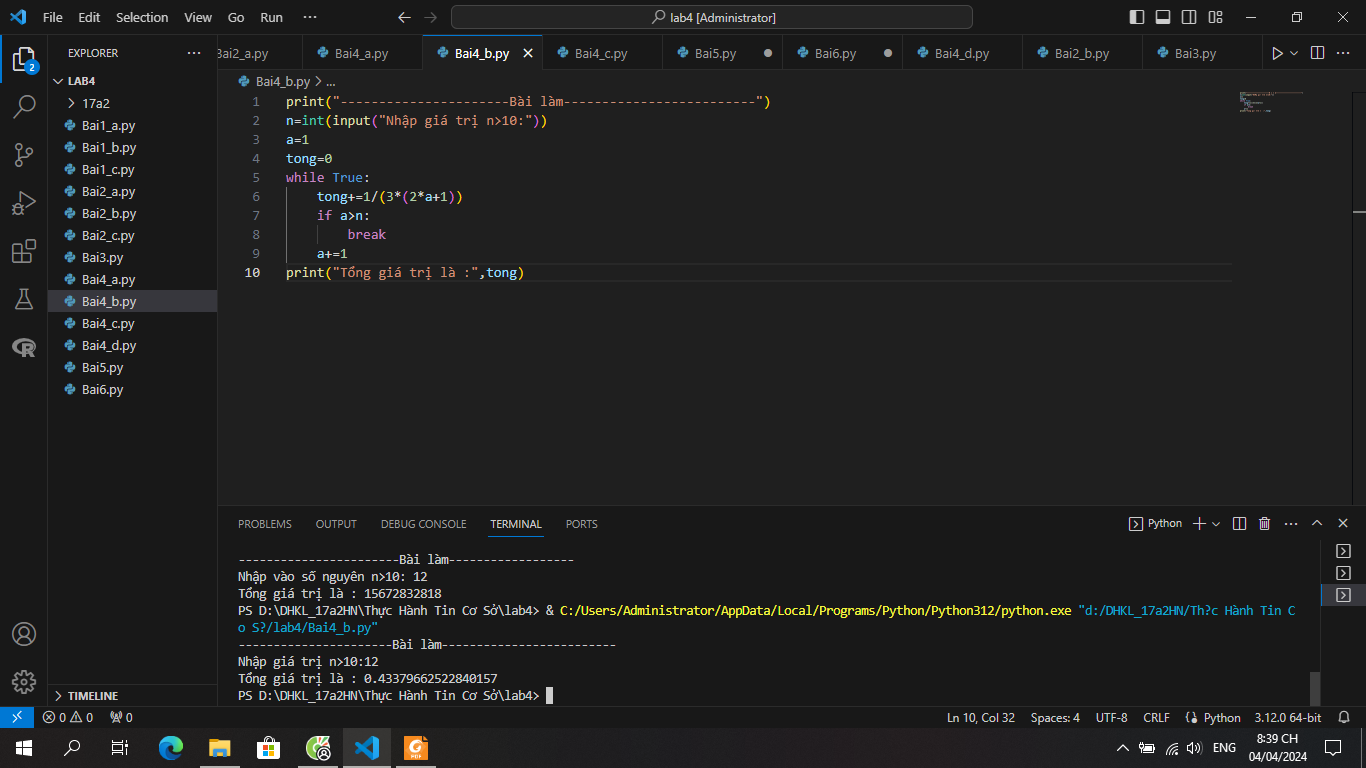 File Edit Selection View Go Run ··· lab4 [Administrator]
EXPLORER ···
Bai2_a.py Bai4_a.py Bai4_b.py Bai4_c.py Bai5.py Bai6.py Bai4_d.py Bai2_b.py Bai3.py
LAB4
17a2
Bai1_a.py
Bai1_b.py
Bai1_c.py
Bai2_a.py
Bai2_b.py
Bai2_c.py
Bai3.py
Bai4_a.py
Bai4_b.py
Bai4_c.py
Bai4_d.py
Bai5.py
Bai6.py
TIMELINE
2
Bai4_b.py > ...
1 print("----------------------Bài làm-------------------------")
2 n=int(input("Nhập giá trị n>10:"))
3 a=1
4 tong=0
5 while True:
6 tong+=1/(3*(2*a+1))
7 if a>n:
8 break
9 a+=1
10 print("Tổng giá trị là :",tong)
PROBLEMS OUTPUT DEBUG CONSOLE TERMINAL PORTS Python
-----------------------Bài làm------------------
Nhập vào số nguyên n>10: 12
Tổng giá trị là : 15672832818
PS D:\DHKL_17a2HN\Thực Hành Tin Cơ Sở\lab4> & C:/Users/Administrator/AppData/Local/Programs/Python/Python312/python.exe "d:/DHKL_17a2HN/Th?c Hành Tin C
o S?/lab4/Bai4_b.py"
----------------------Bài làm-------------------------
Nhập giá trị n>10:12
Tổng giá trị là : 0.43379662522840157
PS D:\DHKL_17a2HN\Thực Hành Tin Cơ Sở\lab4>
0 0 0 Ln 10, Col 32 Spaces: 4 UTF-8 CRLF Python 3.12.0 64-bit
ENG 8:39 CH
04/04/2024